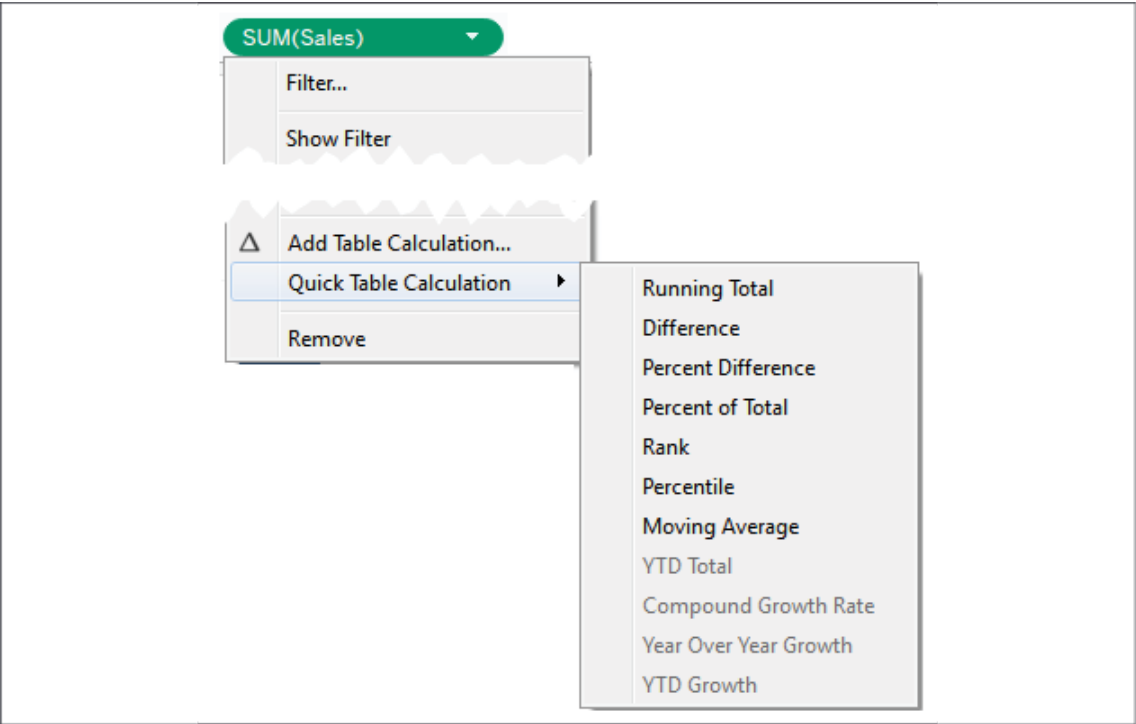 SUM(Sales)
Filter...
Show Filter
Add Table Calculation...
Quick Table Calculation
Remove
Running Total
Difference
Percent Difference
Percent of Total
Rank
Percentile
Moving Average
YTD Total
Compound Growth Rate
Year Over Year Growth
YTD Growth